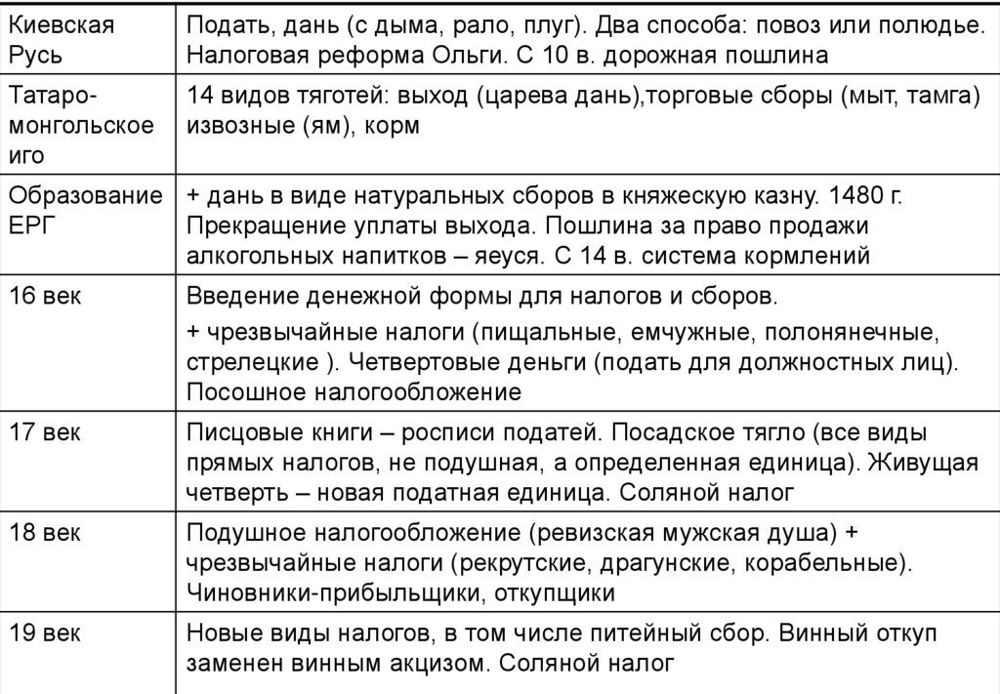 Киевская
Русь
Подать, дань (с дыма, рало, плуг). Два способа: повоз или полюдье.
Налоговая реформа Ольги. С 10 в. дорожная пошлина
Татаро-
монгольское
иго
14 видов тяготей: выход (царева дань),торговые сборы (мыт, тамга)
извозные (ям), корм
Образование
ЕРГ
+ дань в виде натуральных сборов в княжескую казну. 1480 г.
Прекращение уплаты выхода. Пошлина за право продажи
алкогольных напитков – яеуся. С 14 в. система кормлений
16 век
Введение денежной формы для налогов и сборов.
+ чрезвычайные налоги (пищальные, емчужные, полонянечные,
стрелецкие ). Четвертовые деньги (подать для должностных лиц).
Посошное налогообложение
17 век
Писцовые книги – росписи податей. Посадское тягло (все виды
прямых налогов, не подушная, а определенная единица). Живущая
четверть – новая податная единица. Соляной налог
18 век
Подушное налогообложение (ревизская мужская душа) +
чрезвычайные налоги (рекрутские, драгунские, корабельные).
Чиновники-прибыльщики, откупщики
19 век
Новые виды налогов, в том числе питейный сбор. Винный откуп
заменен винным акцизом. Соляной налог